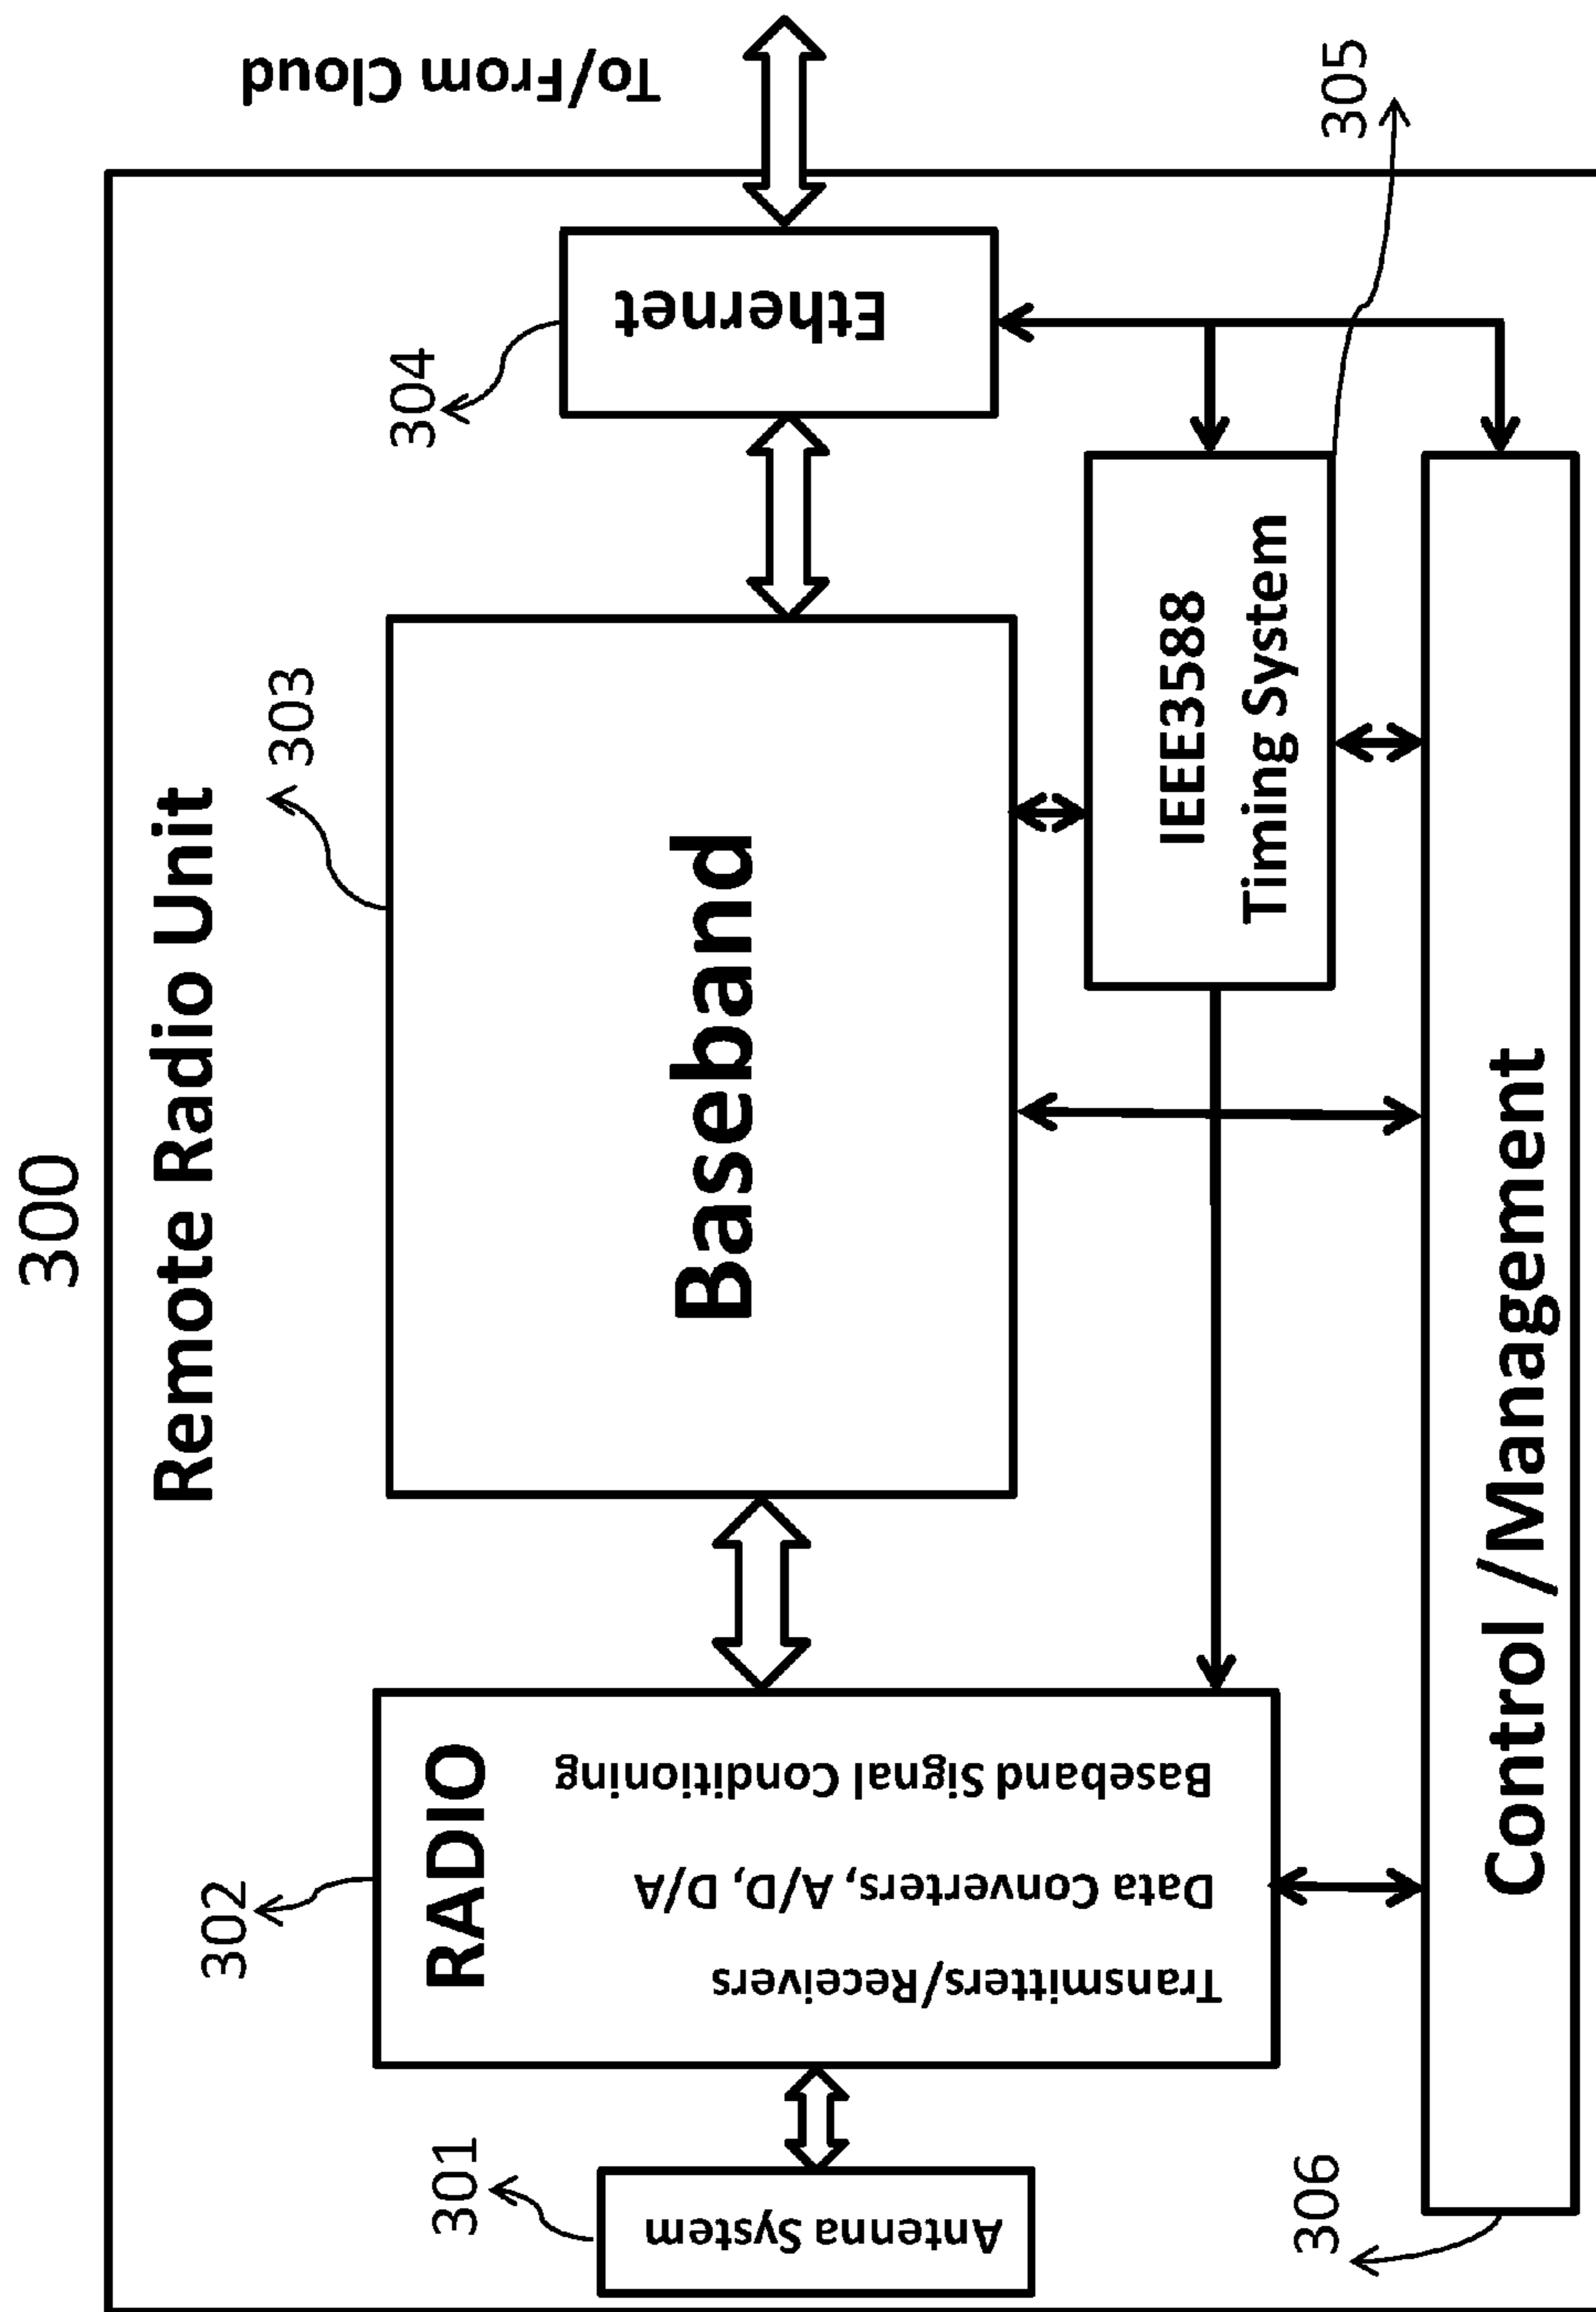 300
Remote Radio Unit
To/From Cloud
301
Antenna System
302
RADIO
Transmitters/Receivers
Data Converters, A/D, D/A
Baseband Signal Conditioning
303
Baseband
304
Ethernet
IEEE3588
Timing System
305
Control /Management
306